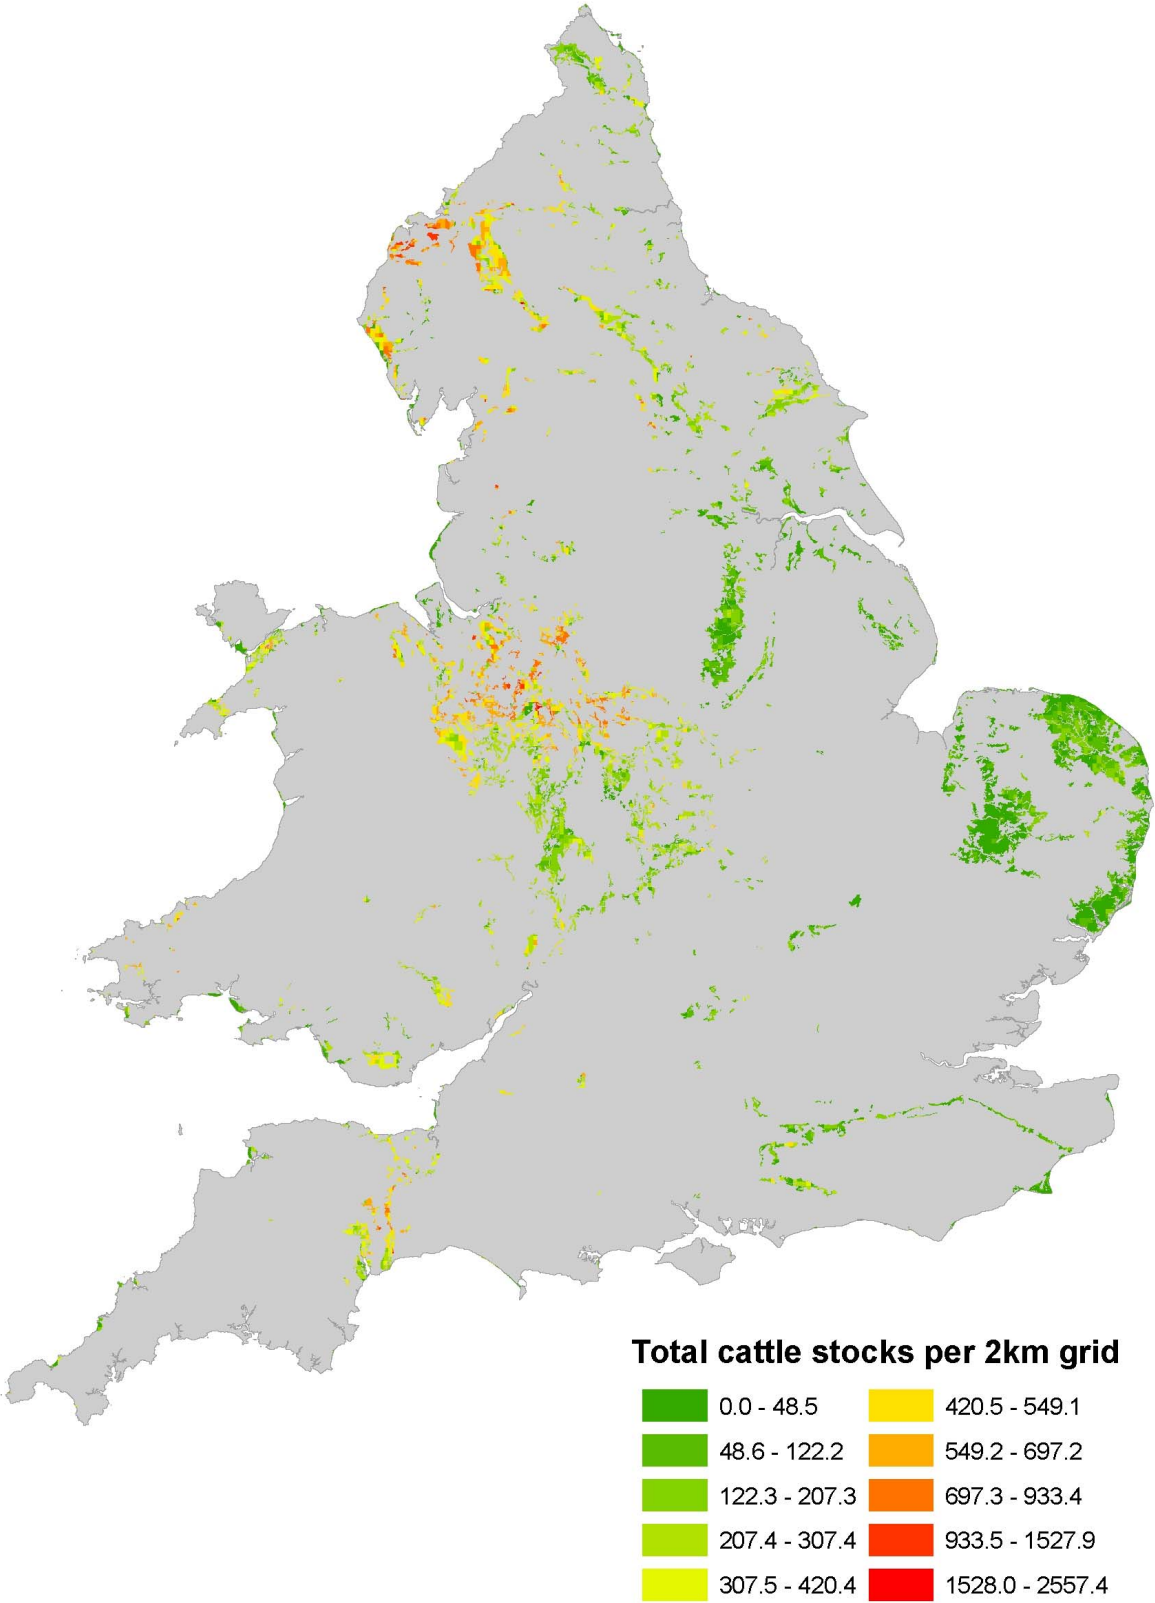 Total cattle stocks per 2km grid
0.0 - 48.5
48.6 - 122.2
122.3 - 207.3
207.4 - 307.4
307.5 - 420.4
420.5 - 549.1
549.2 - 697.2
697.3 - 933.4
933.5 - 1527.9
1528.0 - 2557.4